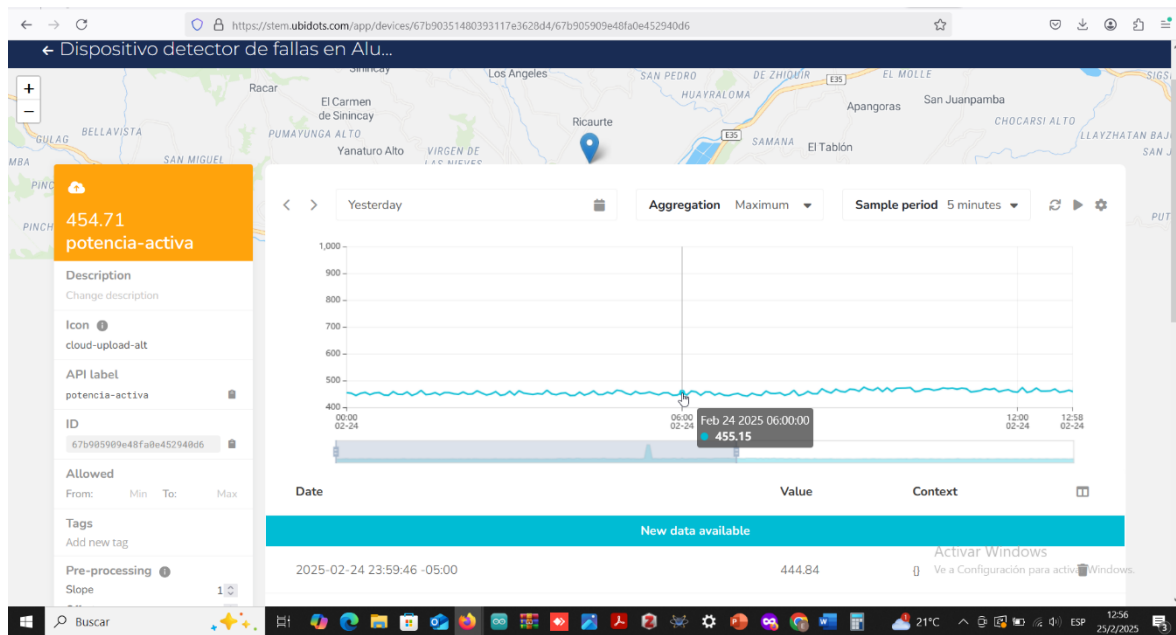 https://stem.ubidots.com/app/devices/67b90351480393117e3628d4/67b905909e48fa0e452940d6
Dispositivo detector de fallas en Alu...
+
−
Racar
Los Angeles
SAN PEDRO
DE ZHIQUIR
E35
EL MOLLE
El Carmen
de Sinincay
HUAYRALOMA
Apangoras
San Juanpamba
BELLAVISTA
PUMAYUNGA ALTO
Ricaurte
E35
SAMANA
CHOCARSI ALTO
GULAG
SAN MIGUEL
Yanaturo Alto
VIRGEN DE
El Tablón
454.71
potencia-activa
Yesterday
Aggregation Maximum
Sample period 5 minutes
Description
Change description
Icon
cloud-upload-alt
API label
potencia-activa
ID
67b905909e48fa0e452940d6
Allowed
From: Min To: Max
Tags
Add new tag
Pre-processing
Slope 1
1,000
900
800
700
600
500
400
00:00
02-24
06:00
02-24
12:00
02-24
12:58
02-24
Feb 24 2025 06:00:00
455.15
Date Value Context
New data available
2025-02-24 23:59:46 -05:00 444.84 {}
Activar Windows
Ve a Configuración para activar Windows.
Buscar
21°C
ESP
12:56
25/2/2025